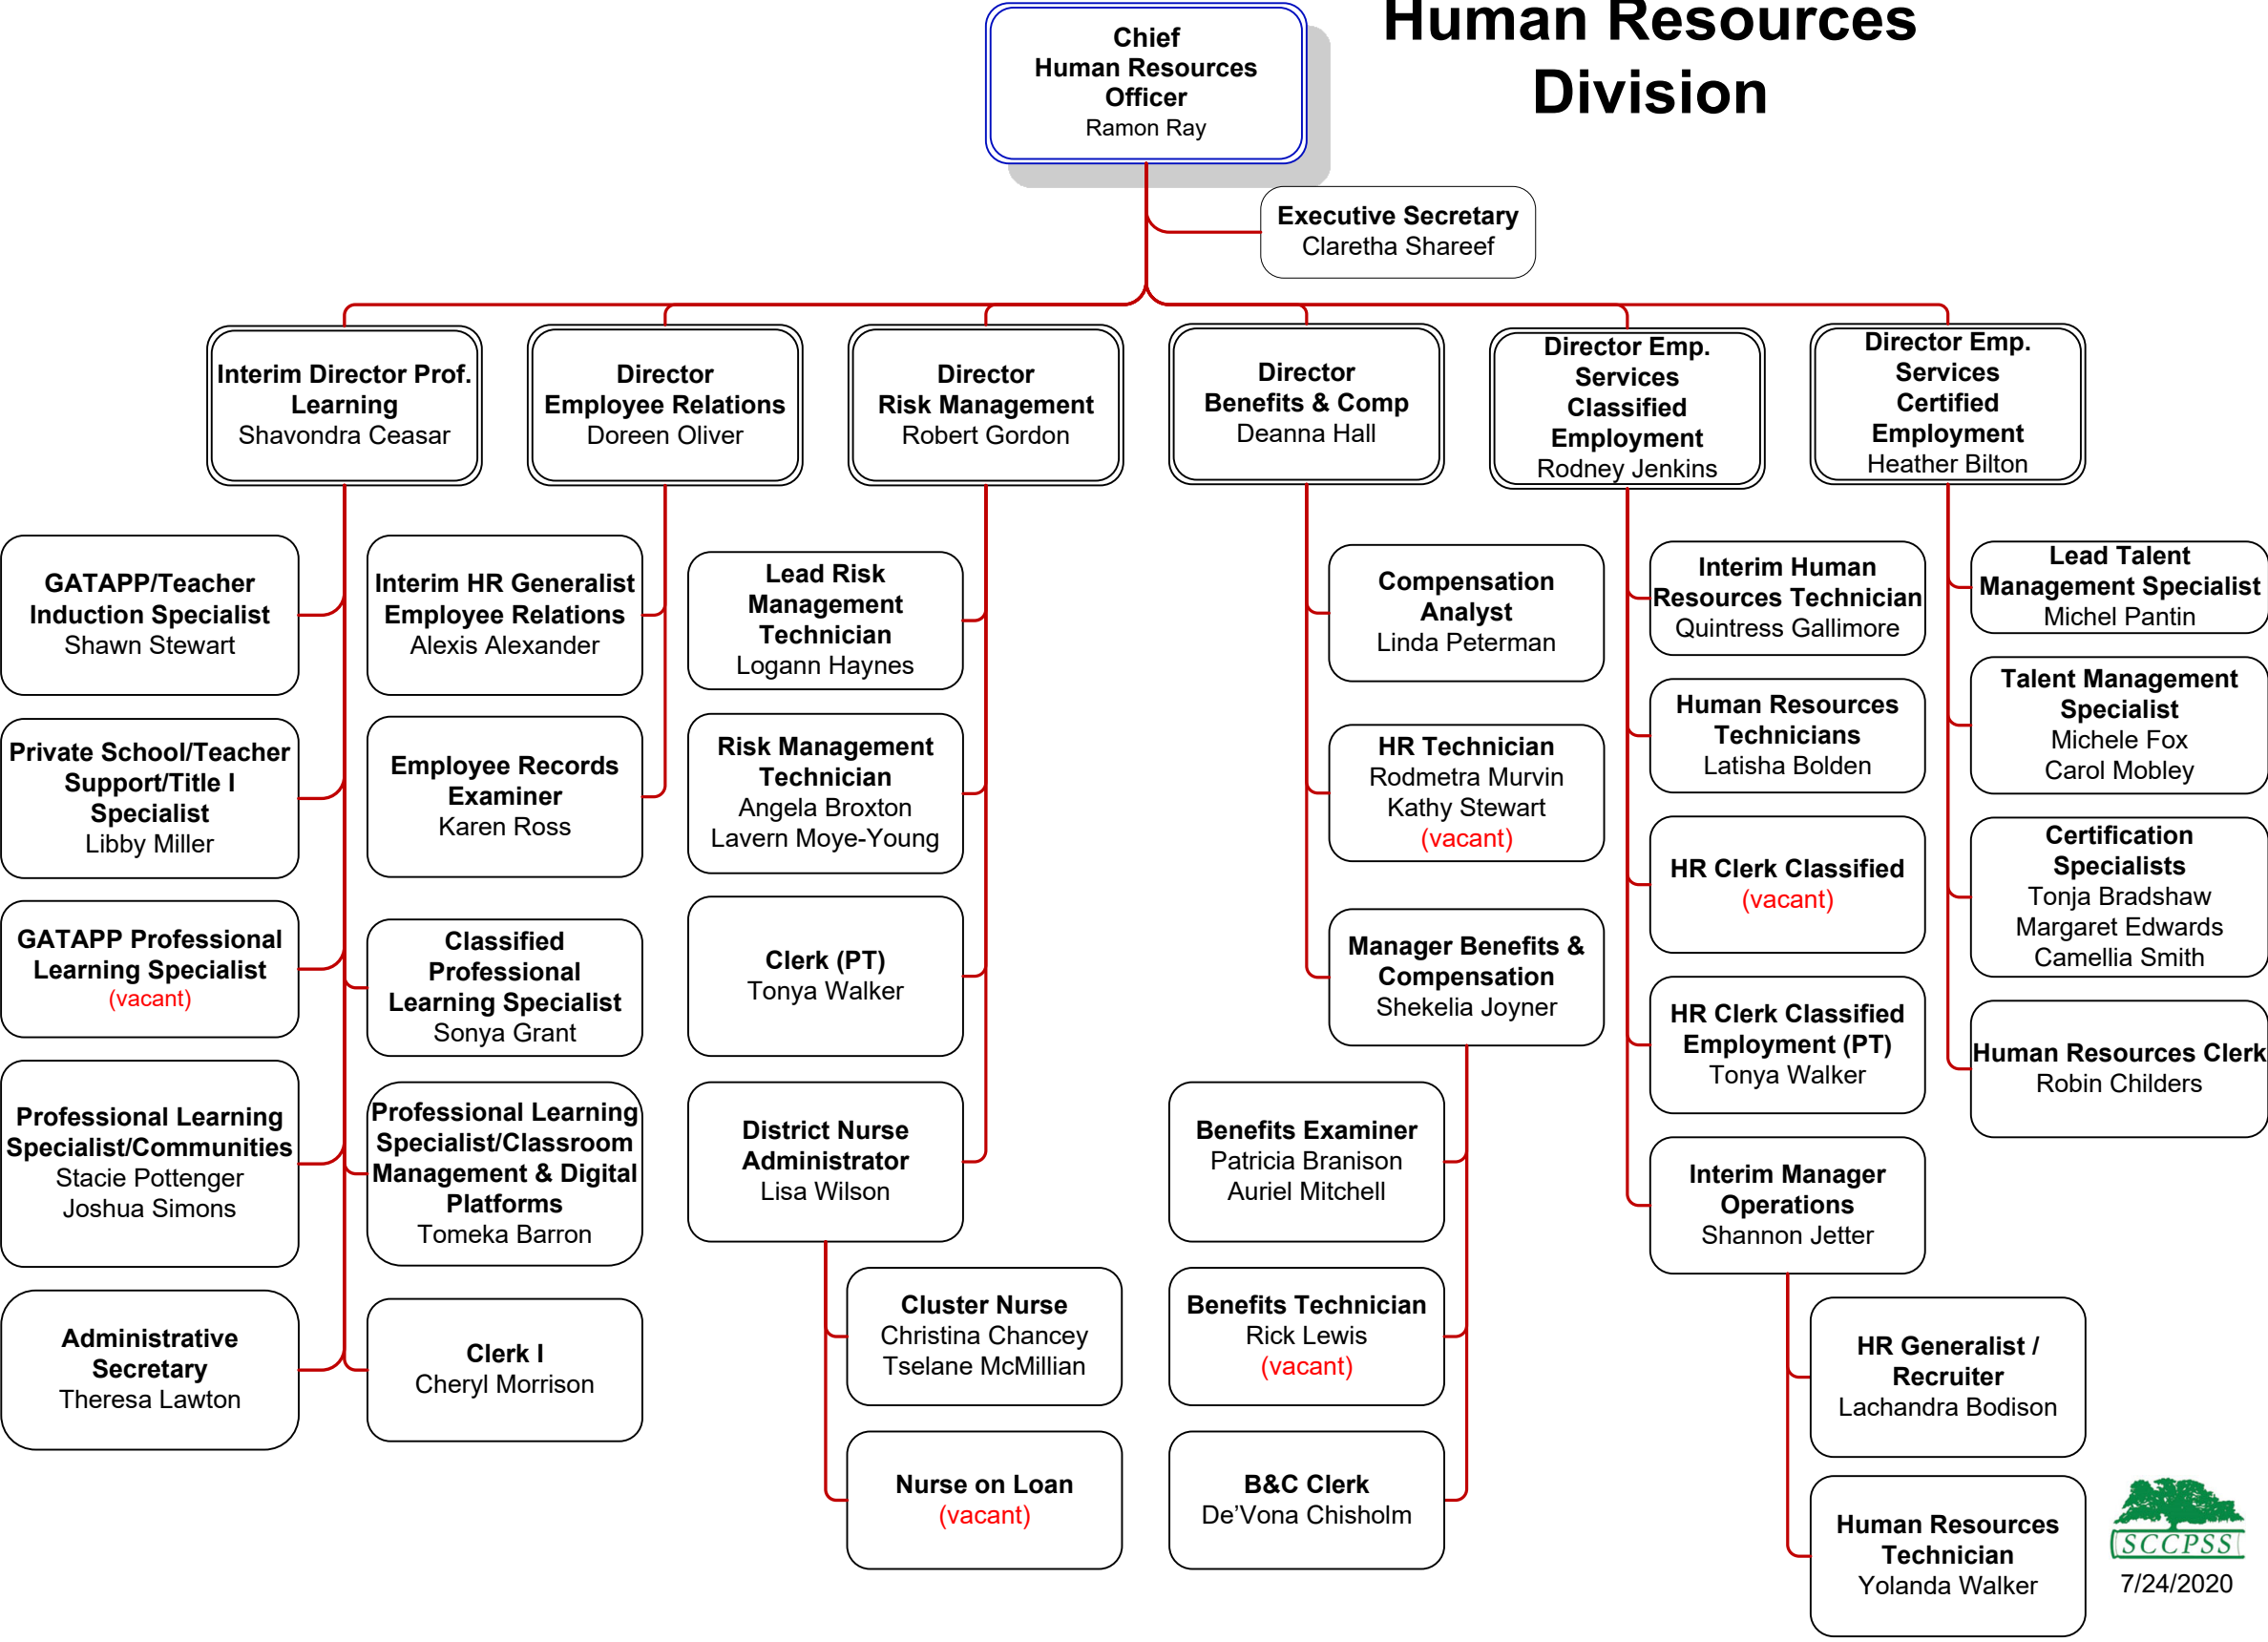 Human Resources
Division
Chief
Human Resources
Officer
Ramon Ray
Executive Secretary
Claretha Shareef
Interim Director Prof.
Learning
Shavondra Ceasar
Director
Employee Relations
Doreen Oliver
Director
Risk Management
Robert Gordon
Director
Benefits & Comp
Deanna Hall
Director Emp.
Services
Classified
Employment
Rodney Jenkins
Director Emp.
Services
Certified
Employment
Heather Bilton
GATAPP/Teacher
Induction Specialist
Shawn Stewart
Private School/Teacher
Support/Title I
Specialist
Libby Miller
GATAPP Professional
Learning Specialist
(vacant)
Professional Learning
Specialist/Communities
Stacie Pottenger
Joshua Simons
Administrative
Secretary
Theresa Lawton
Interim HR Generalist
Employee Relations
Alexis Alexander
Employee Records
Examiner
Karen Ross
Classified
Professional
Learning Specialist
Sonya Grant
Professional Learning
Specialist/Classroom
Management & Digital
Platforms
Tomeka Barron
Clerk I
Cheryl Morrison
Lead Risk
Management
Technician
Logann Haynes
Risk Management
Technician
Angela Broxton
Lavern Moye-Young
Clerk (PT)
Tonya Walker
District Nurse
Administrator
Lisa Wilson
Cluster Nurse
Christina Chancey
Tselane McMillian
Nurse on Loan
(vacant)
Compensation
Analyst
Linda Peterman
HR Technician
Rodmetra Murvin
Kathy Stewart
(vacant)
Manager Benefits &
Compensation
Shekelia Joyner
Benefits Examiner
Patricia Branison
Auriel Mitchell
Benefits Technician
Rick Lewis
(vacant)
B&C Clerk
De’Vona Chisholm
Interim Human
Resources Technician
Quintress Gallimore
Human Resources
Technicians
Latisha Bolden
HR Clerk Classified
(vacant)
HR Clerk Classified
Employment (PT)
Tonya Walker
Interim Manager
Operations
Shannon Jetter
HR Generalist /
Recruiter
Lachandra Bodison
Human Resources
Technician
Yolanda Walker
Lead Talent
Management Specialist
Michel Pantin
Talent Management
Specialist
Michele Fox
Carol Mobley
Certification
Specialists
Tonja Bradshaw
Margaret Edwards
Camellia Smith
Human Resources Clerk
Robin Childers
SCCPSS
7/24/2020